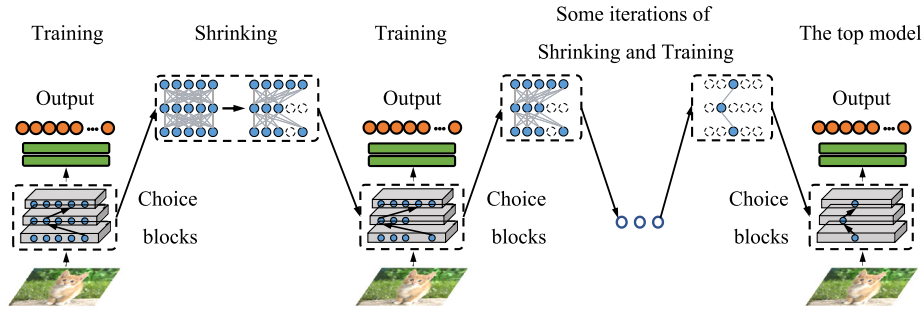 Training
Shrinking
Training
Some iterations of
Shrinking and Training
The top model
Output
Output
Output
Choice
blocks
Choice
blocks
Choice
blocks